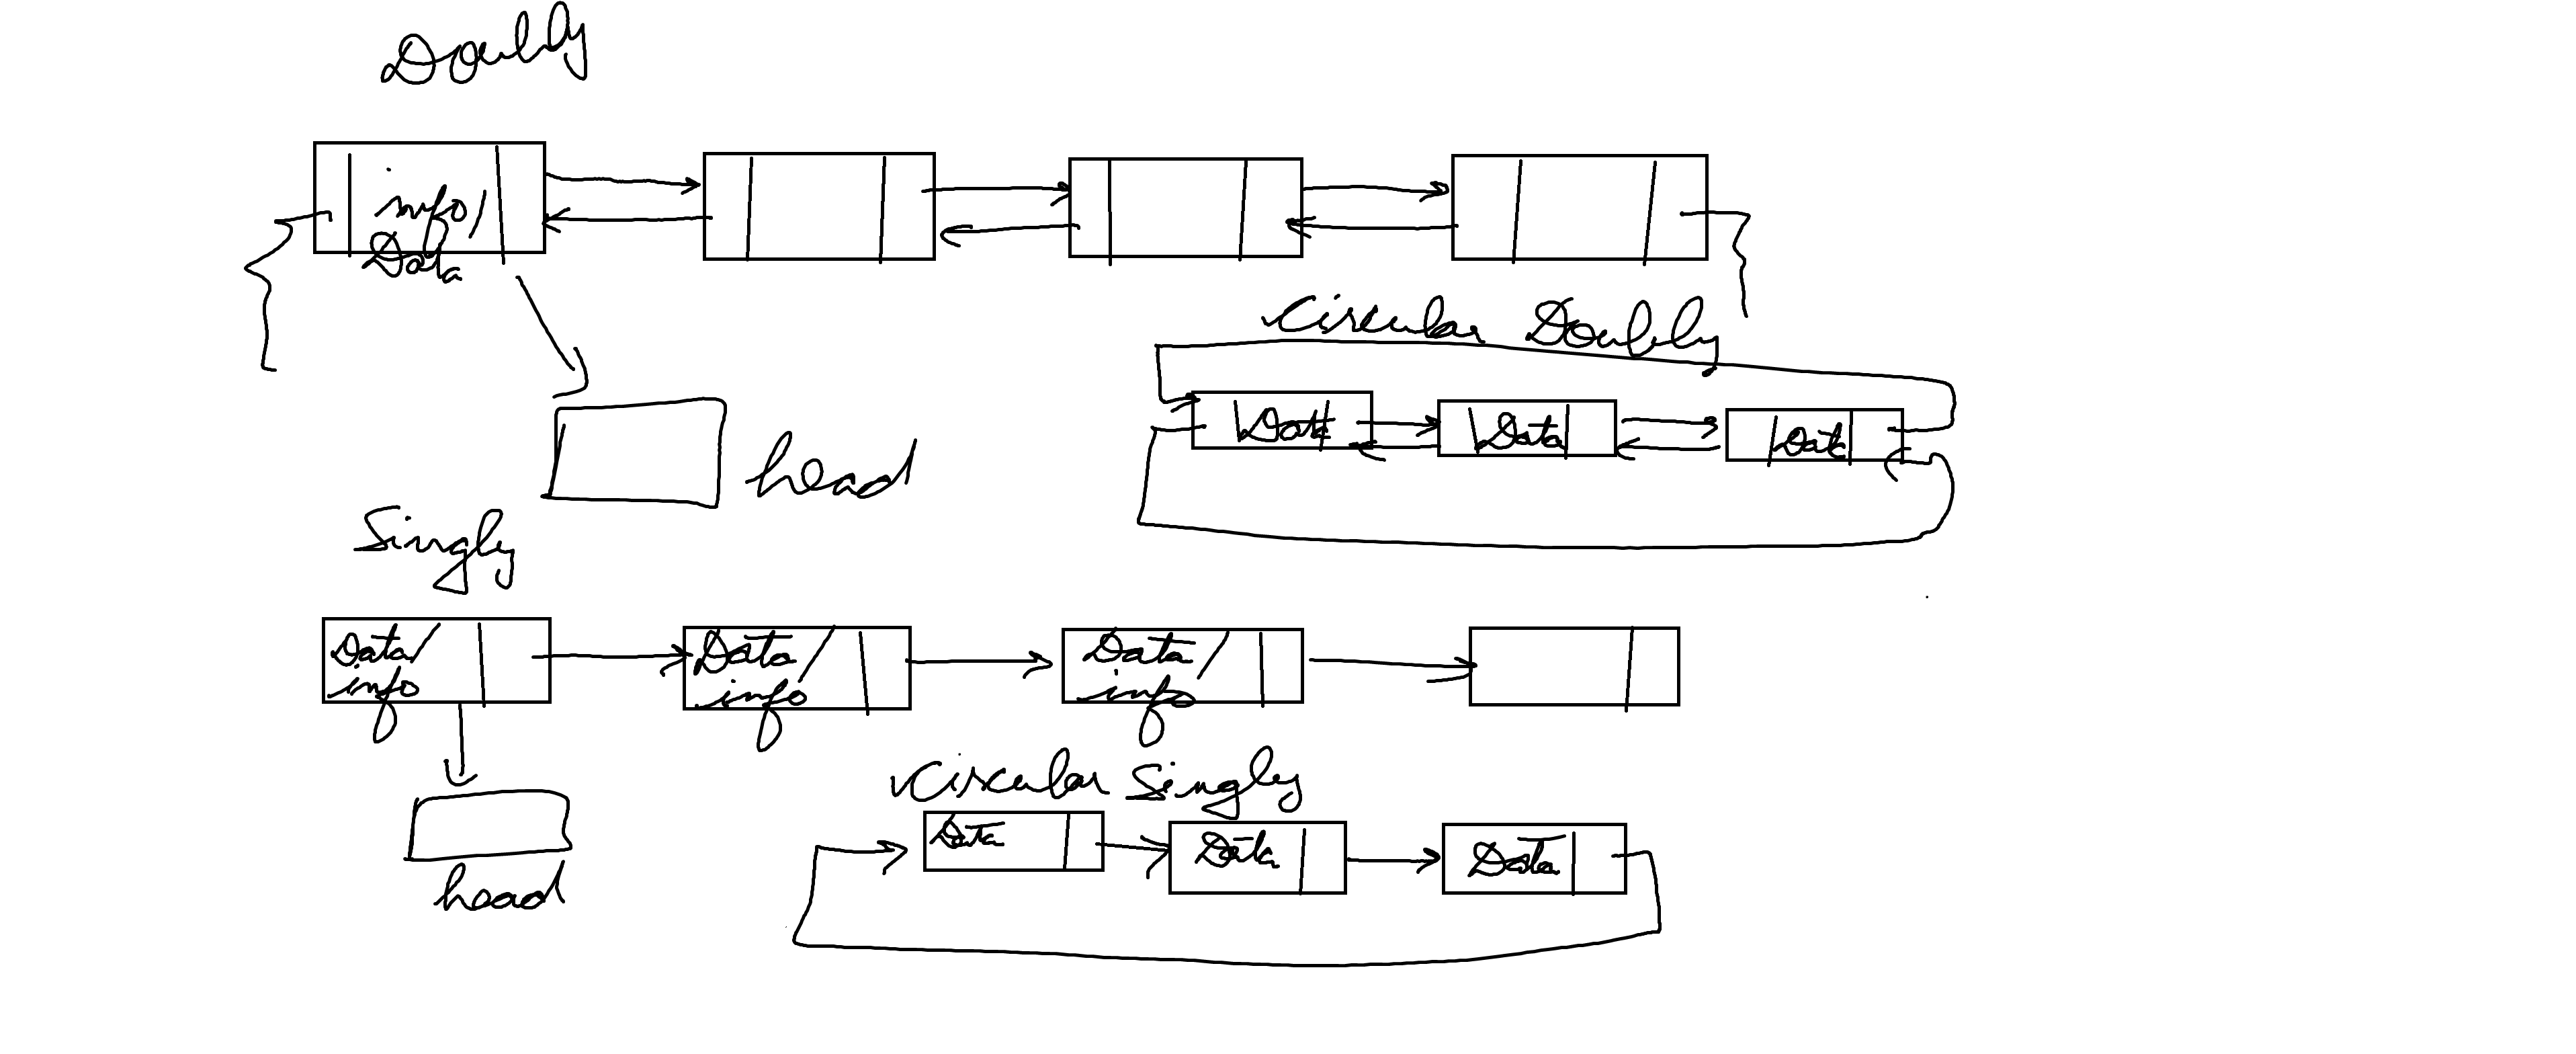 Doubly
info/
Data
Circular Doubly
Data Data Data
head
Singly
Data/ Data/ Data/
info info info
Circular Singly
Data Data Data
head